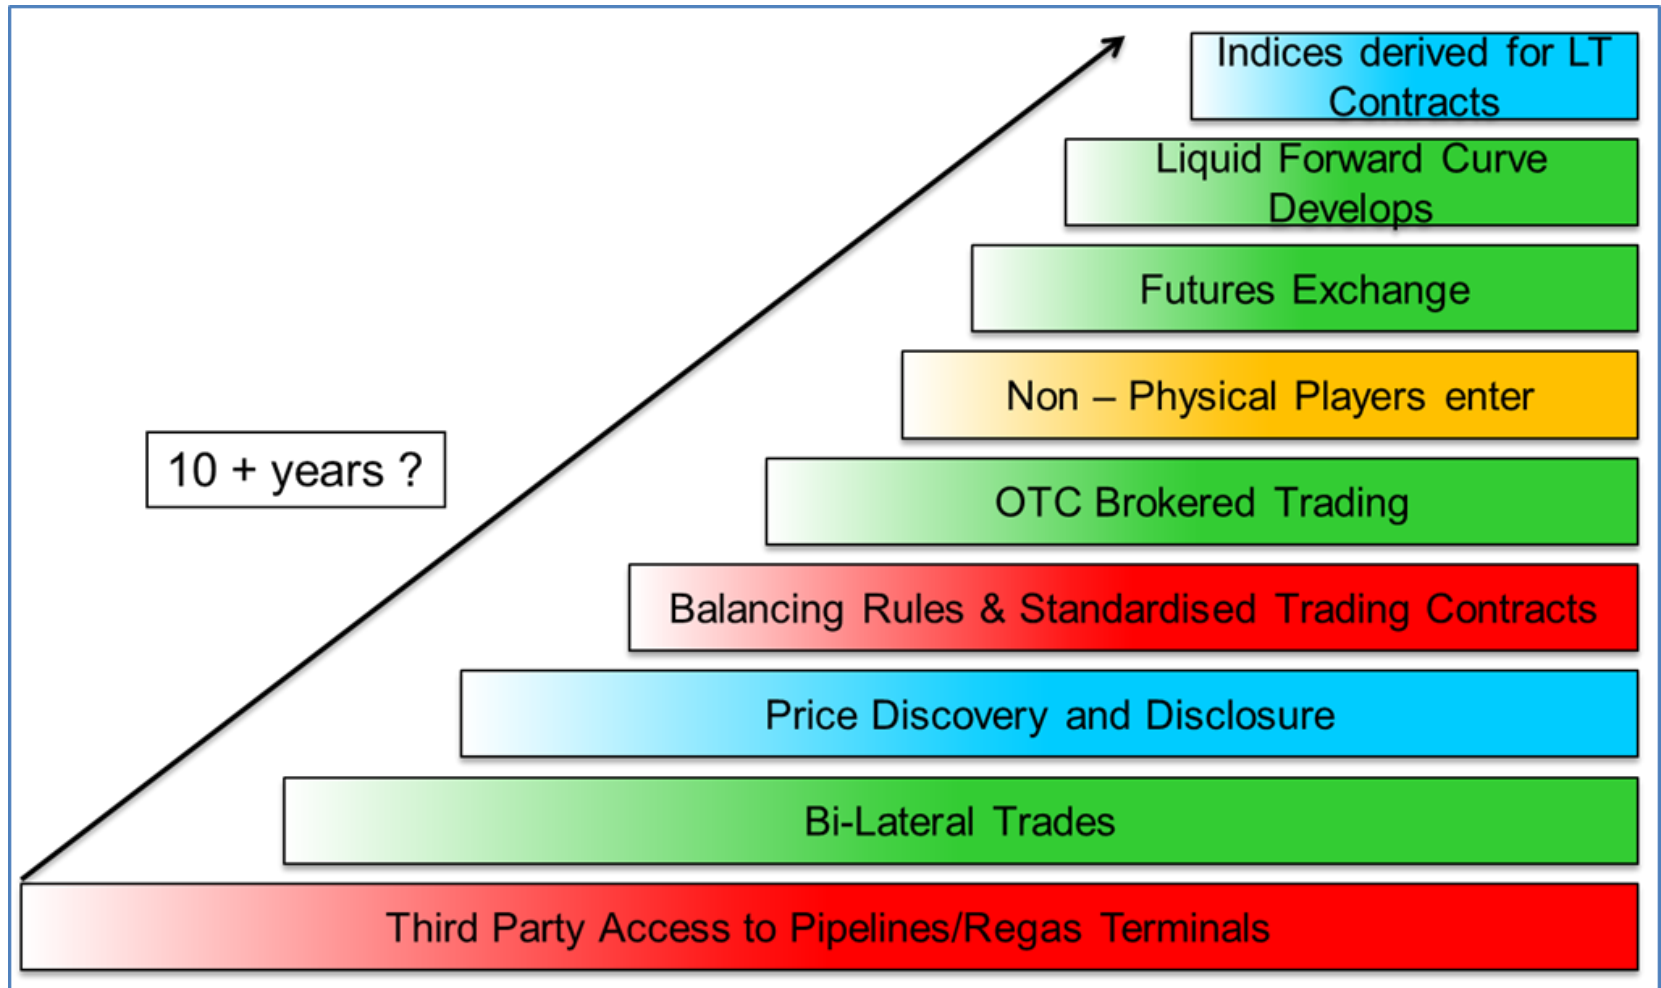 Indices derived for LT
Contracts
Liquid Forward Curve
Develops
Futures Exchange
Non – Physical Players enter
10 + years ?
OTC Brokered Trading
Balancing Rules & Standardised Trading Contracts
Price Discovery and Disclosure
Bi-Lateral Trades
Third Party Access to Pipelines/Regas Terminals